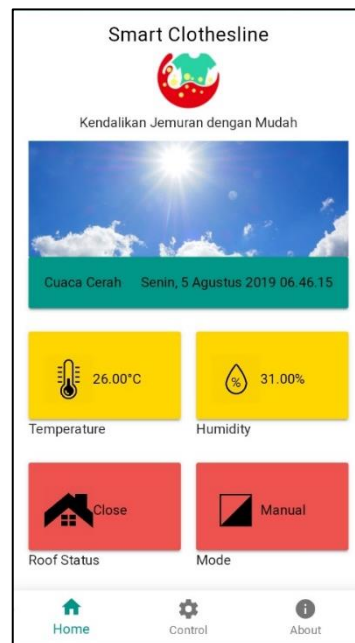 Smart Clothesline
Kendalikan Jemuran dengan Mudah
Cuaca Cerah Senin, 5 Agustus 2019 06.46.15
26.00°C
% 31.00%
Temperature Humidity
Close
Manual
Roof Status Mode
Home Control About